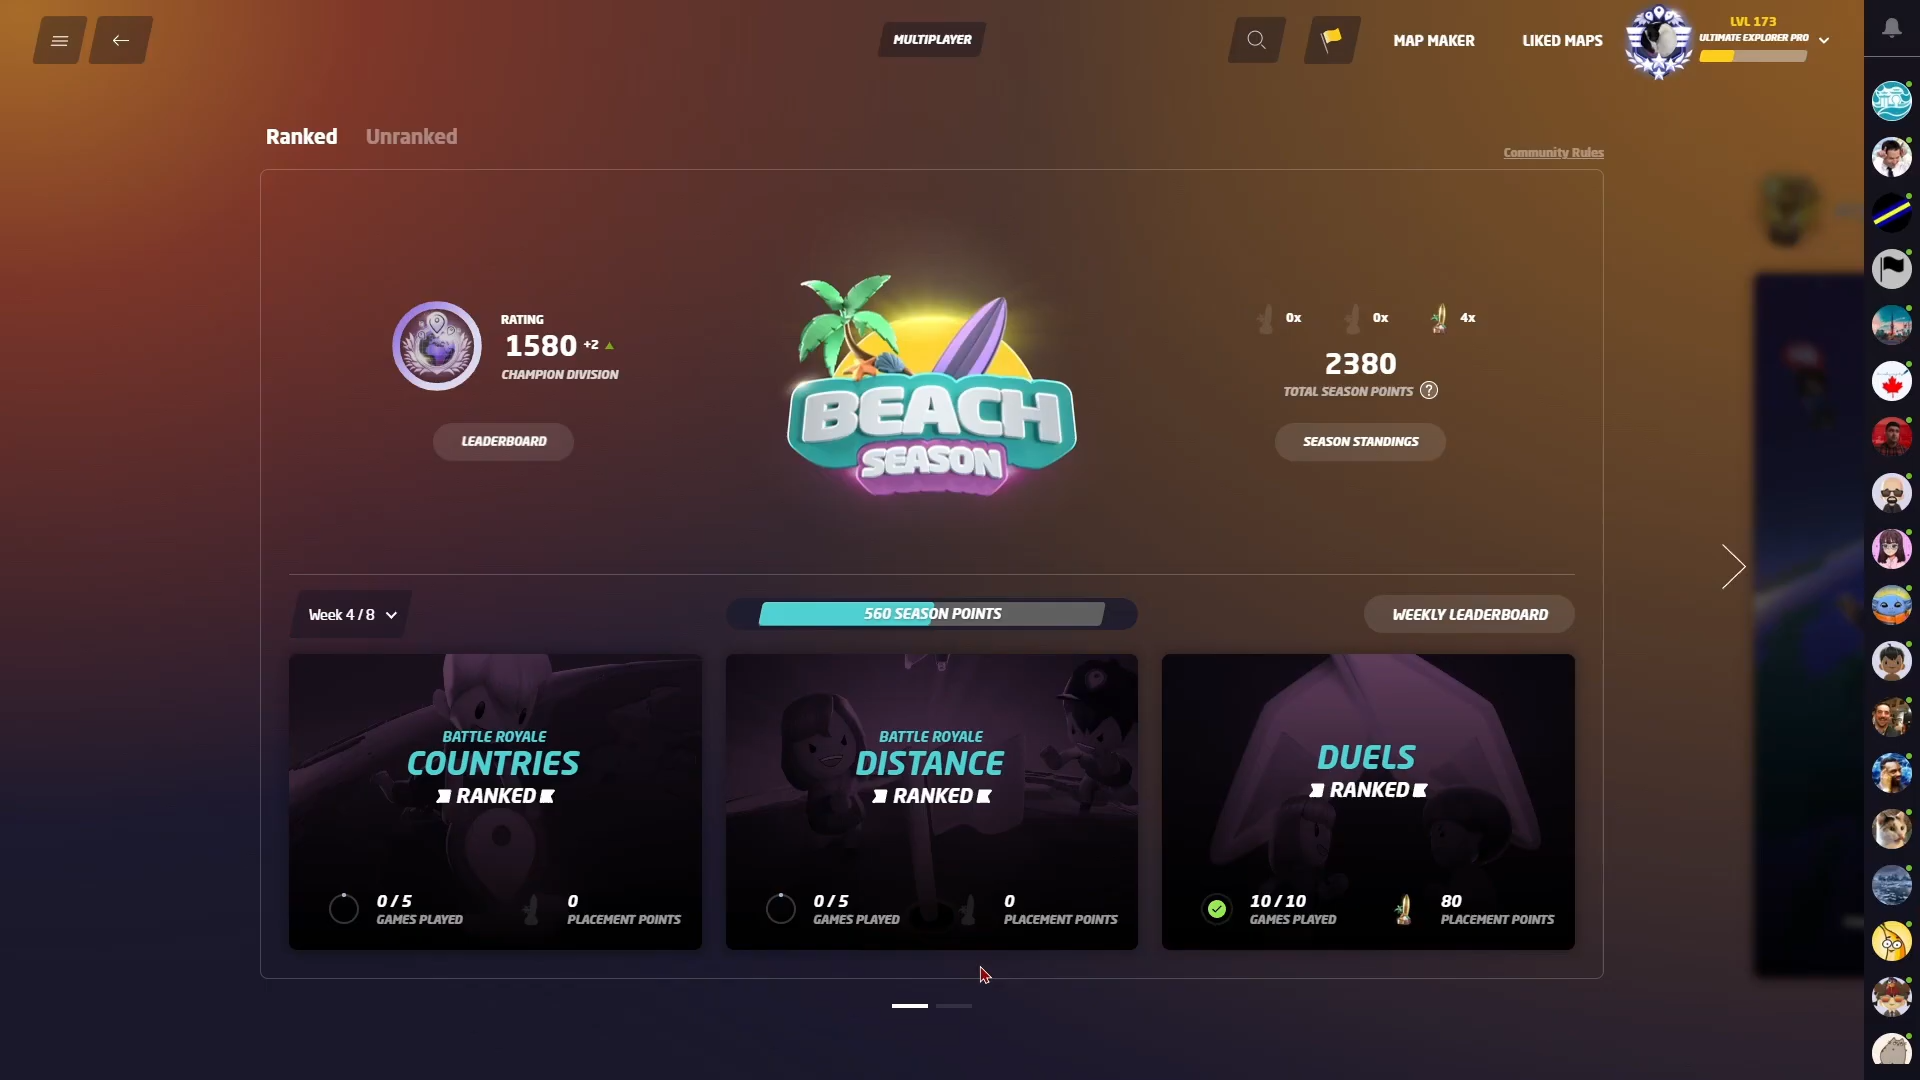 MULTIPLAYER
MAP MAKER
LIKED MAPS
LVL 173
ULTIMATE EXPLORER PRO
Ranked
Unranked
Community Rules
RATING
1580 +2
CHAMPION DIVISION
LEADERBOARD
BEACH
SEASON
0x
0x
4x
2380
TOTAL SEASON POINTS ?
SEASON STANDINGS
Week 4 / 8
560 SEASON POINTS
WEEKLY LEADERBOARD
BATTLE ROYALE
COUNTRIES
RANKED
0 / 5
GAMES PLAYED
0
PLACEMENT POINTS
BATTLE ROYALE
DISTANCE
RANKED
0 / 5
GAMES PLAYED
0
PLACEMENT POINTS
DUELS
RANKED
10 / 10
GAMES PLAYED
80
PLACEMENT POINTS